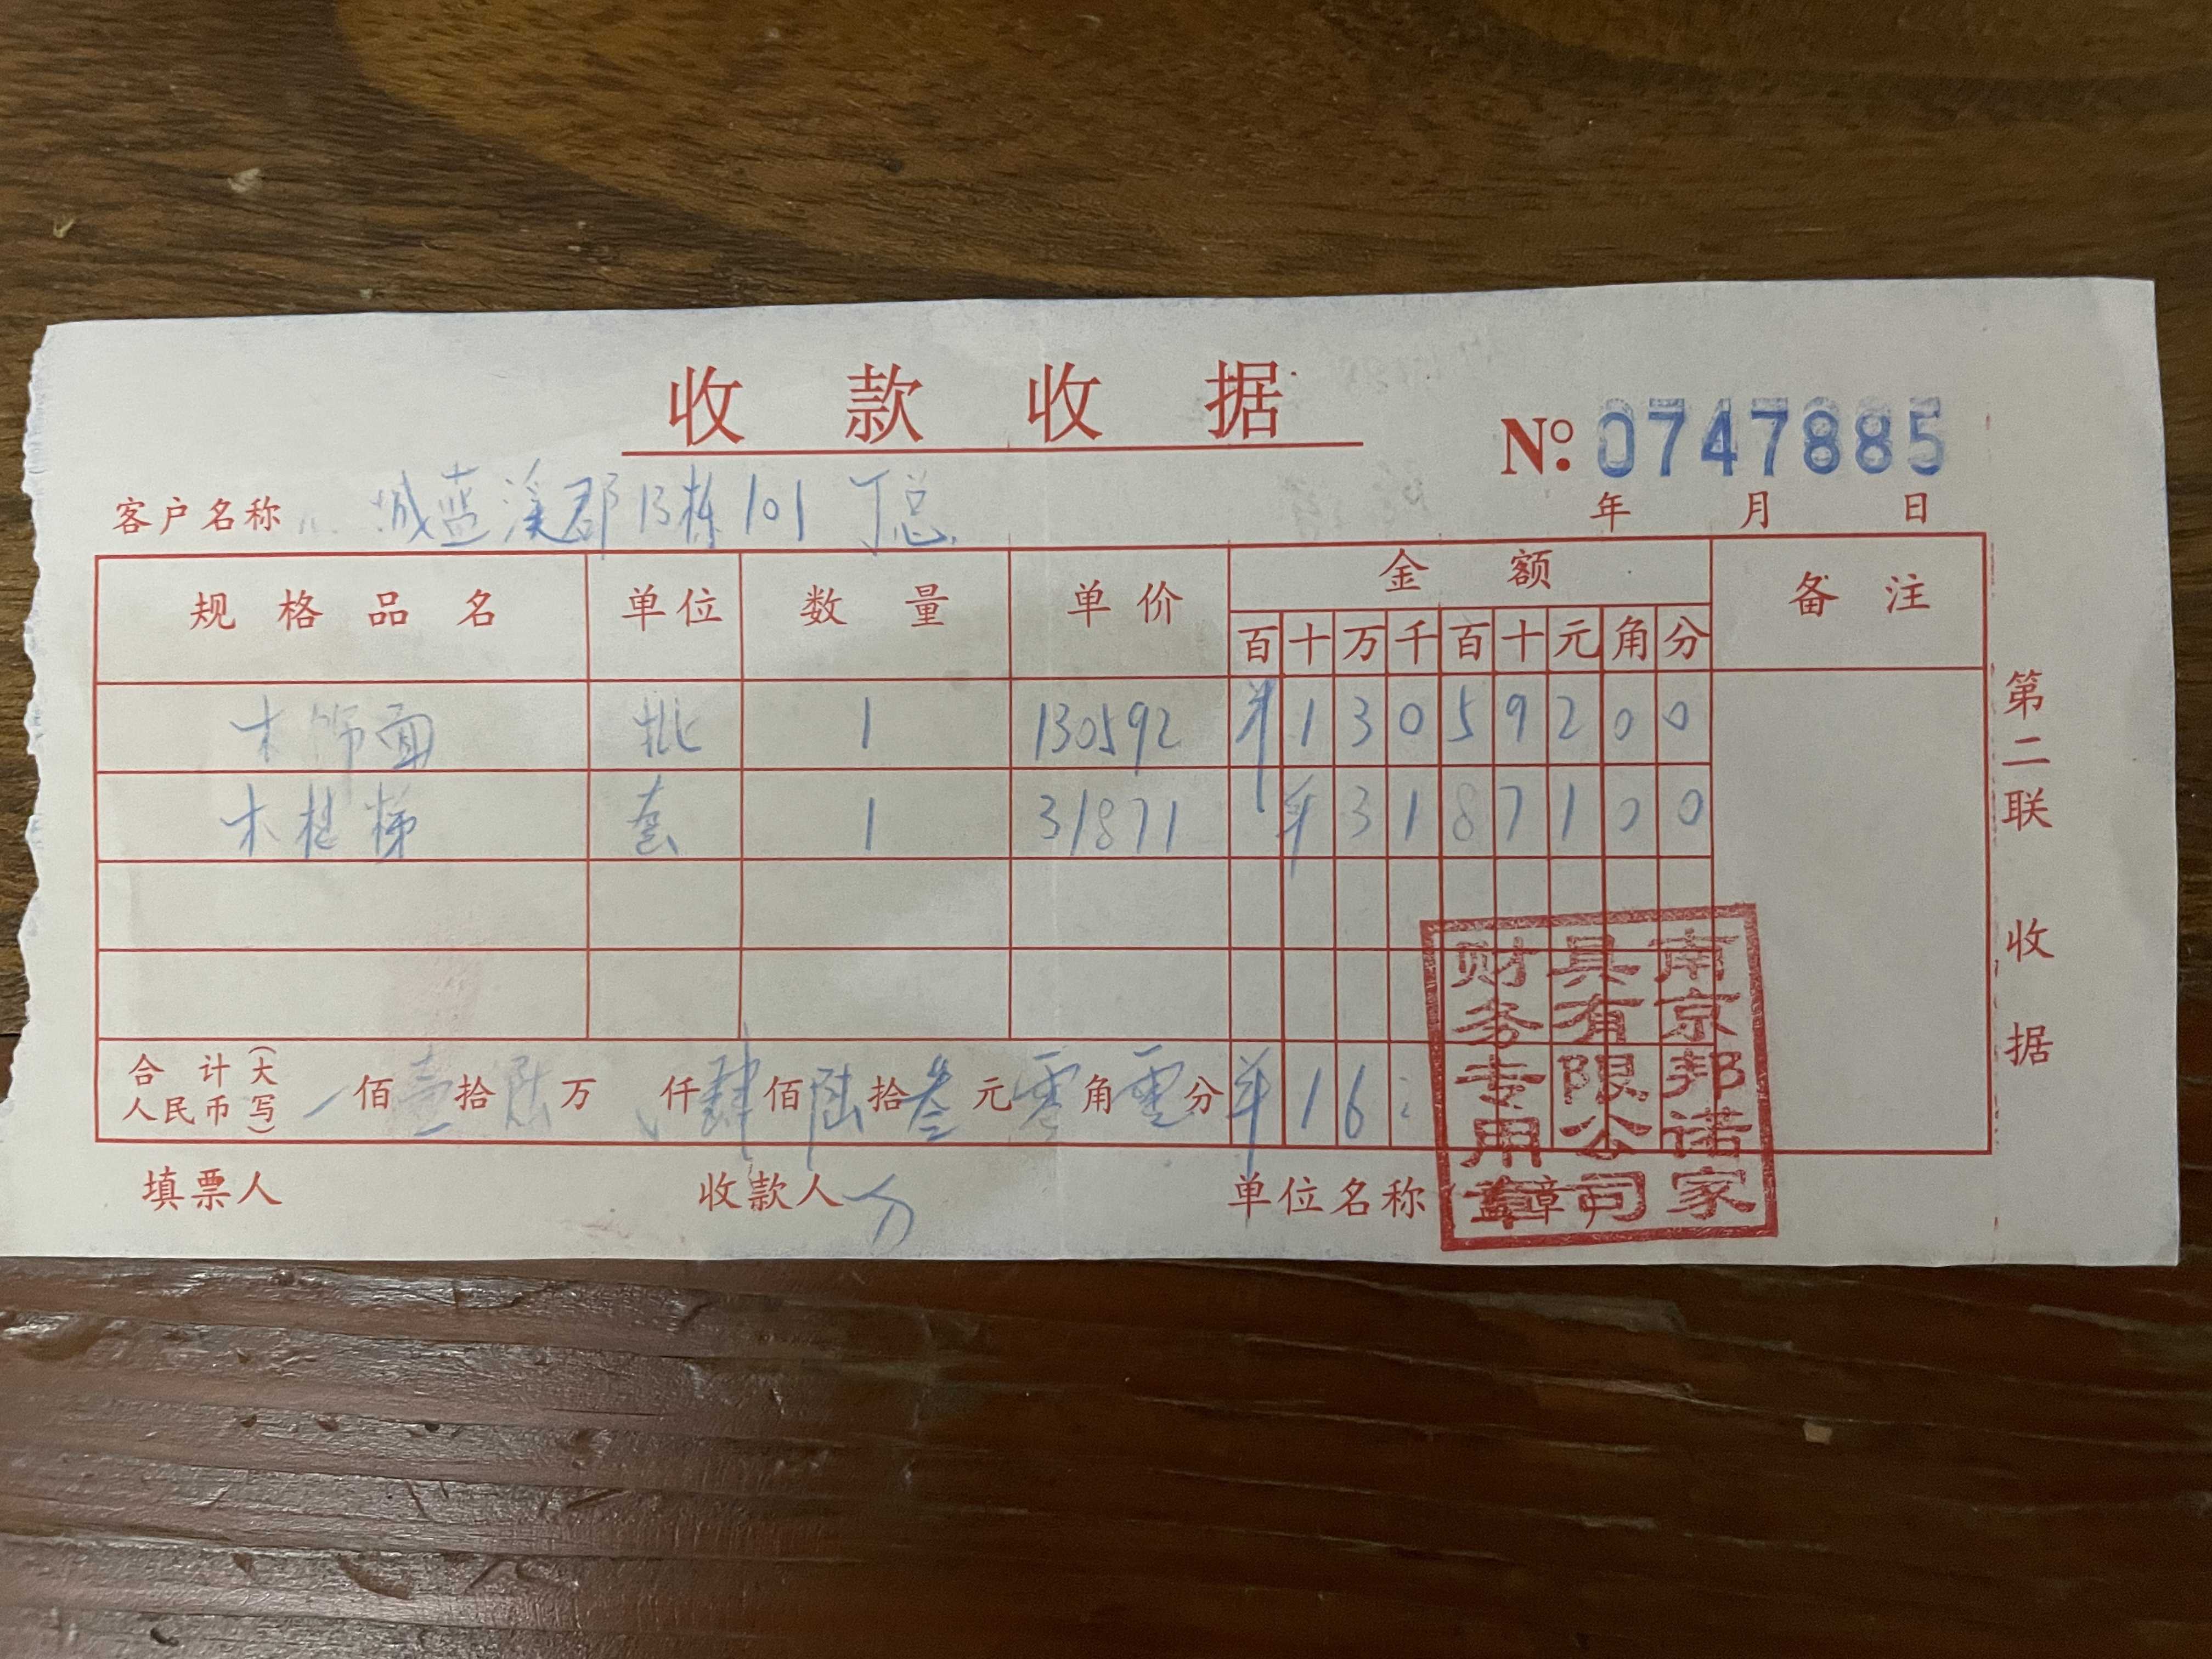 收款收据
№: 0747885
客户名称 城蓝溪郡13栋101 丁总
年 月 日
规格品名 单位 数量 单价 金额 备注
百 十 万 千 百 十 元 角 分
木饰面 批 1 130592 ¥ 1 3 0 5 9 2 0 0
木楼梯 套 1 31871 ¥ 3 1 8 7 1 0 0
合计人民币(大写) 佰 壹 拾 陆 万 仟 肆 佰 陆 拾 叁 元 零 角 零 分 ¥ 1 6
填票人 收款人 单位名称(盖章)
第二联 收据
南京邦诺家
具有限公司
财务专用章